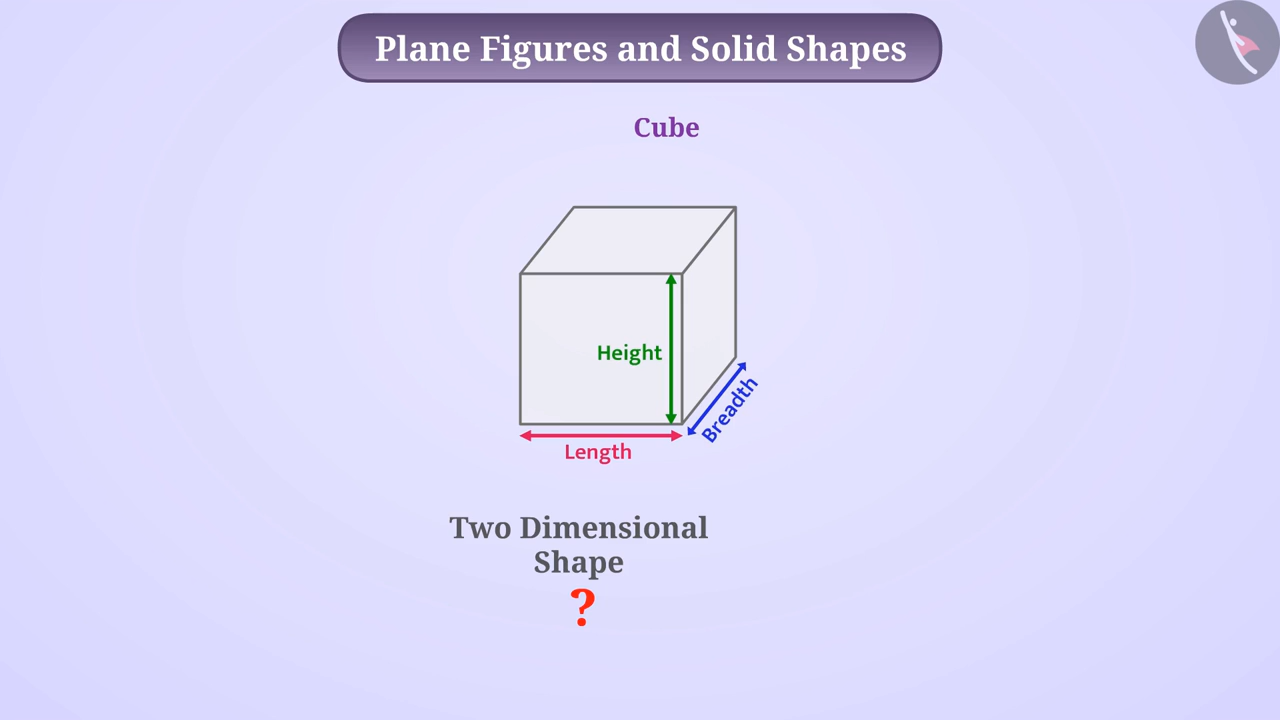 Plane Figures and Solid Shapes
Cube
Height
Breadth
Length
Two Dimensional
Shape
?